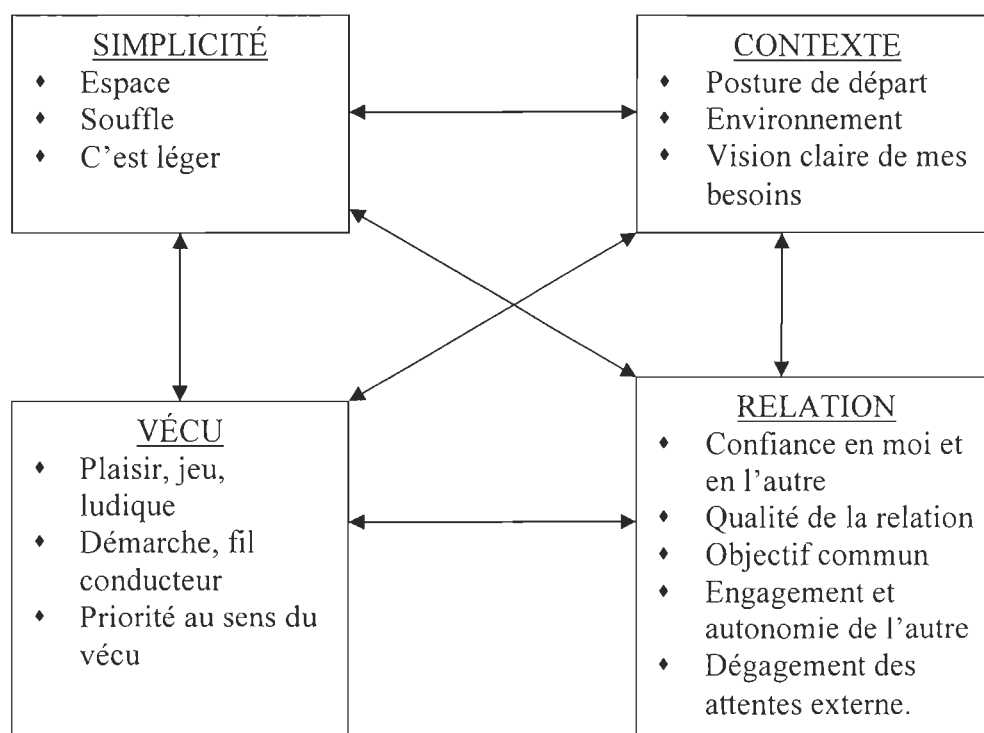 SIMPLICITÉ
♦ Espace
♦ Souffle
♦ C’est léger
CONTEXTE
♦ Posture de départ
♦ Environnement
♦ Vision claire de mes
besoins
VÉCU
♦ Plaisir, jeu,
ludique
♦ Démarche, fil
conducteur
♦ Priorité au sens du
vécu
RELATION
♦ Confiance en moi et
en l’autre
♦ Qualité de la relation
♦ Objectif commun
♦ Engagement et
autonomie de l’autre
♦ Dégagement des
attentes externe.